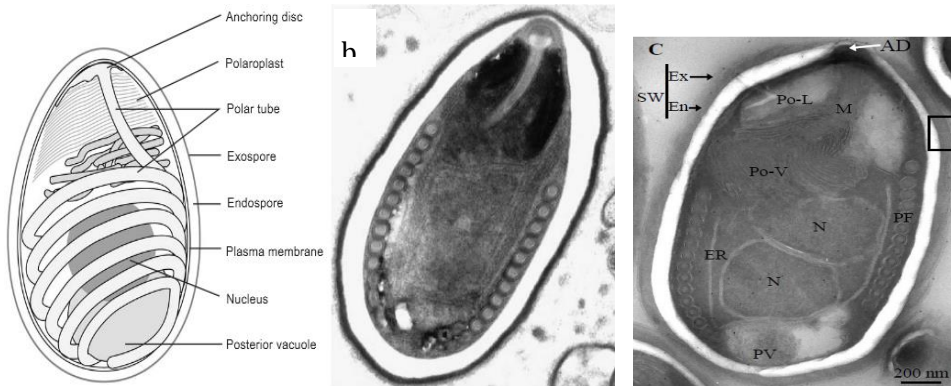 Anchoring disc
Polaroplast
Polar tube
Exospore
Endospore
Plasma membrane
Nucleus
Posterior vacuole
b
C
AD
Ex
SW
En
Po-L
M
Po-V
N
PF
ER
N
PV
200 nm